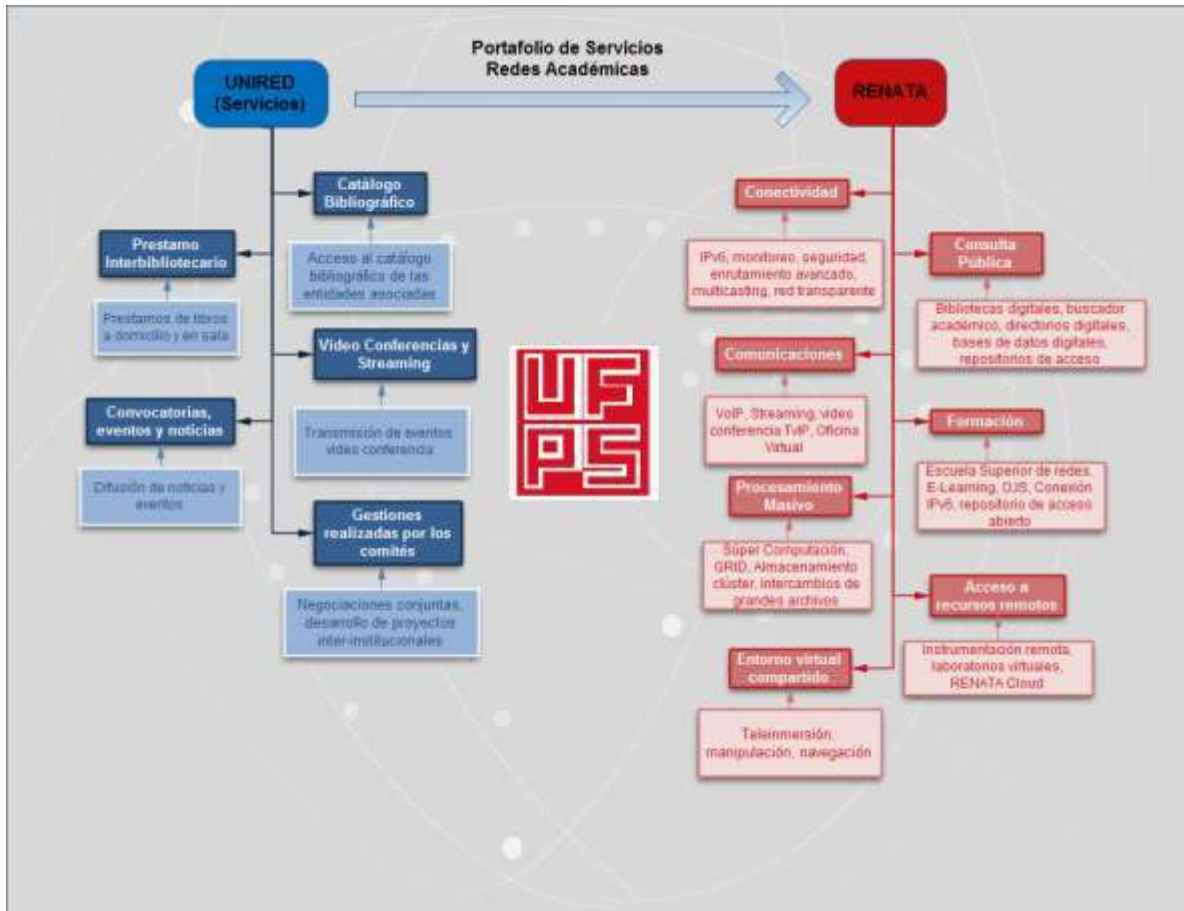 Portafolio de Servicios
Redes Académicas
UNIRED
(Servicios)
RENATA
Catálogo
Bibliográfico
Acceso al catálogo
bibliográfico de las
entidades asociadas
Prestamo
Interbibliotecario
Prestamos de libros
a domicilio y en sala
Video Conferencias y
Streaming
Transmisión de eventos,
video conferencia
Convocatorias,
eventos y noticias
Difusión de noticias y
eventos
Gestiones
realizadas por los
comités
Negociaciones conjuntas,
desarrollo de proyectos
inter-institucionales
UF
PS
Conectividad
IPv6, monitoreo, seguridad,
enrutamiento avanzado,
multicasting, red transparente
Consulta
Pública
Bibliotecas digitales, buscador
académico, directorios digitales,
bases de datos digitales,
repositorios de acceso
Comunicaciones
VoIP, Streaming, video
conferencia TvIP, Oficina
Virtual
Formación
Escuela Superior de redes,
E-Learning, OJS, Conexión
IPv6, repositorio de acceso
abierto
Procesamiento
Masivo
Súper Computación,
GRID, Almacenamiento
clúster, Intercambios de
grandes archivos
Acceso a
recursos remotos
Instrumentación remota,
laboratorios virtuales,
RENATA Cloud
Entorno virtual
compartido
Teleinmersión,
manipulación, navegación